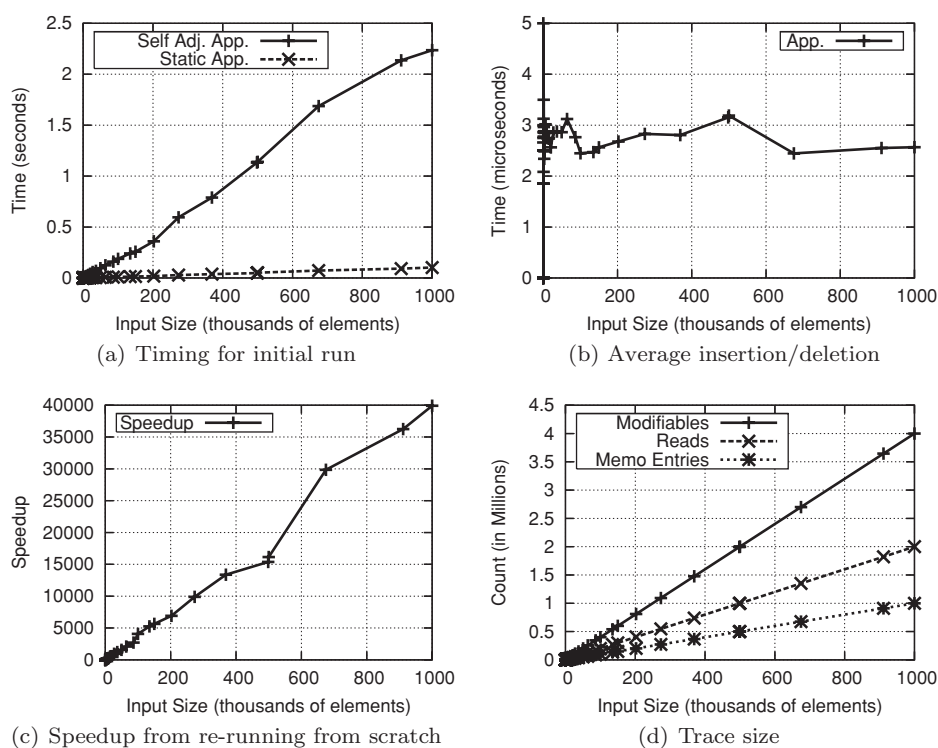 2.5
2
1.5
1
0.5
0
Time (seconds)
Self Adj. App.
Static App.
0 200 400 600 800 1000
Input Size (thousands of elements)
(a) Timing for initial run
5
4
3
2
1
0
Time (microseconds)
App.
0 200 400 600 800 1000
Input Size (thousands of elements)
(b) Average insertion/deletion
40000
35000
30000
25000
20000
15000
10000
5000
0
Speedup
Speedup
0 200 400 600 800 1000
Input Size (thousands of elements)
(c) Speedup from re-running from scratch
4.5
4
3.5
3
2.5
2
1.5
1
0.5
0
Count (in Millions)
Modifiables
Reads
Memo Entries
0 200 400 600 800 1000
Input Size (thousands of elements)
(d) Trace size